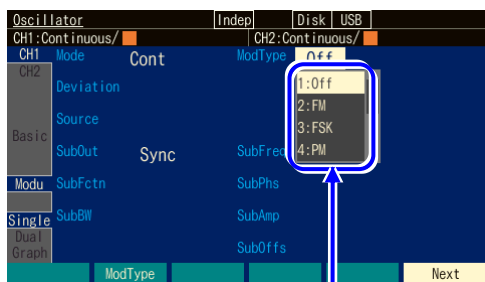 Oscillator Indep Disk USB
CH1:Continuous/ CH2:Continuous/
CH1 Mode Cont ModType Off
CH2
Deviation 1:Off
2:FM
Source 3:FSK
Basic
SubOut Sync SubFreq 4:PM
Modu SubFctn SubPhs
Single SubBW SubAmp
Dual
Graph SubOffs
ModType Next